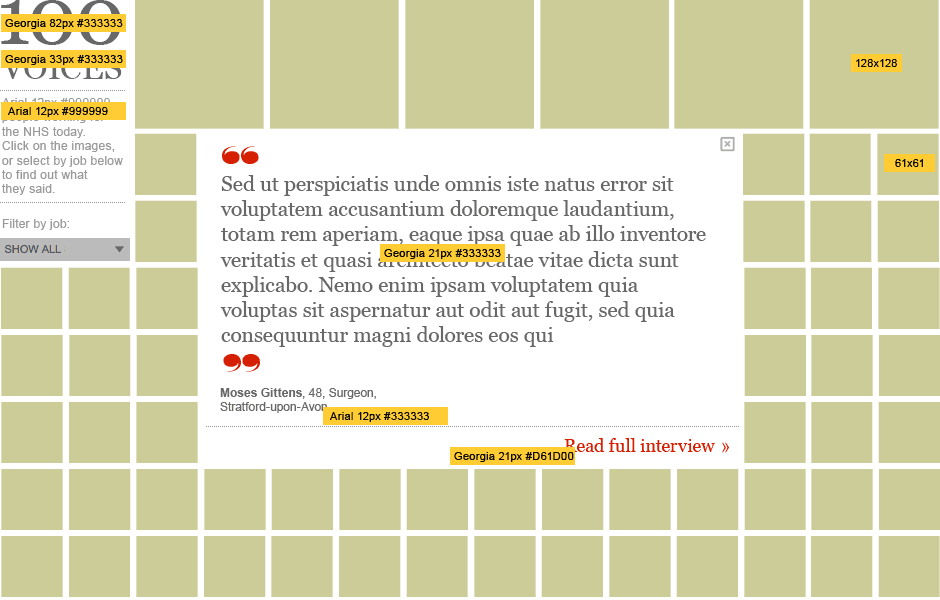 100
Georgia 82px #333333
Georgia 33px #333333
VOICES
Arial 12px #999999
people working for
the NHS today.
Click on the images,
or select by job below
to find out what
they said.
Filter by job:
SHOW ALL
128x128
61x61
Sed ut perspiciatis unde omnis iste natus error sit
voluptatem accusantium doloremque laudantium,
totam rem aperiam, eaque ipsa quae ab illo inventore
Georgia 21px #333333
veritatis et quasi architecto beatae vitae dicta sunt
explicabo. Nemo enim ipsam voluptatem quia
voluptas sit aspernatur aut odit aut fugit, sed quia
consequuntur magni dolores eos qui
Moses Gittens, 48, Surgeon,
Stratford-upon-Avon
Arial 12px #333333
Read full interview »
Georgia 21px #D61D00